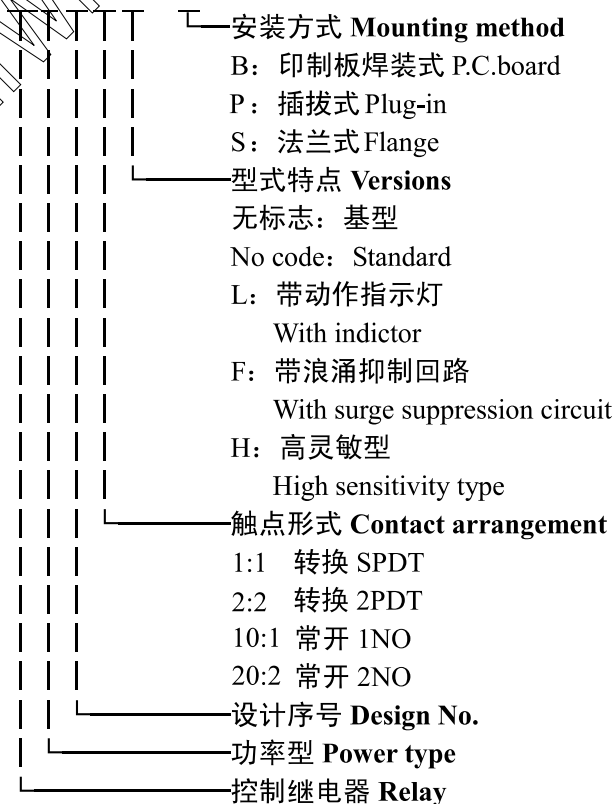 安装方式 Mounting method
B：印制板焊装式 P.C.board
P：插拔式 Plug-in
S：法兰式 Flange
型式特点 Versions
无标志：基型
No code：Standard
L：带动作指示灯
With indictor
F：带浪涌抑制回路
With surge suppression circuit
H：高灵敏型
High sensitivity type
触点形式 Contact arrangement
1:1 转换 SPDT
2:2 转换 2PDT
10:1 常开 1NO
20:2 常开 2NO
设计序号 Design No.
功率型 Power type
控制继电器 Relay